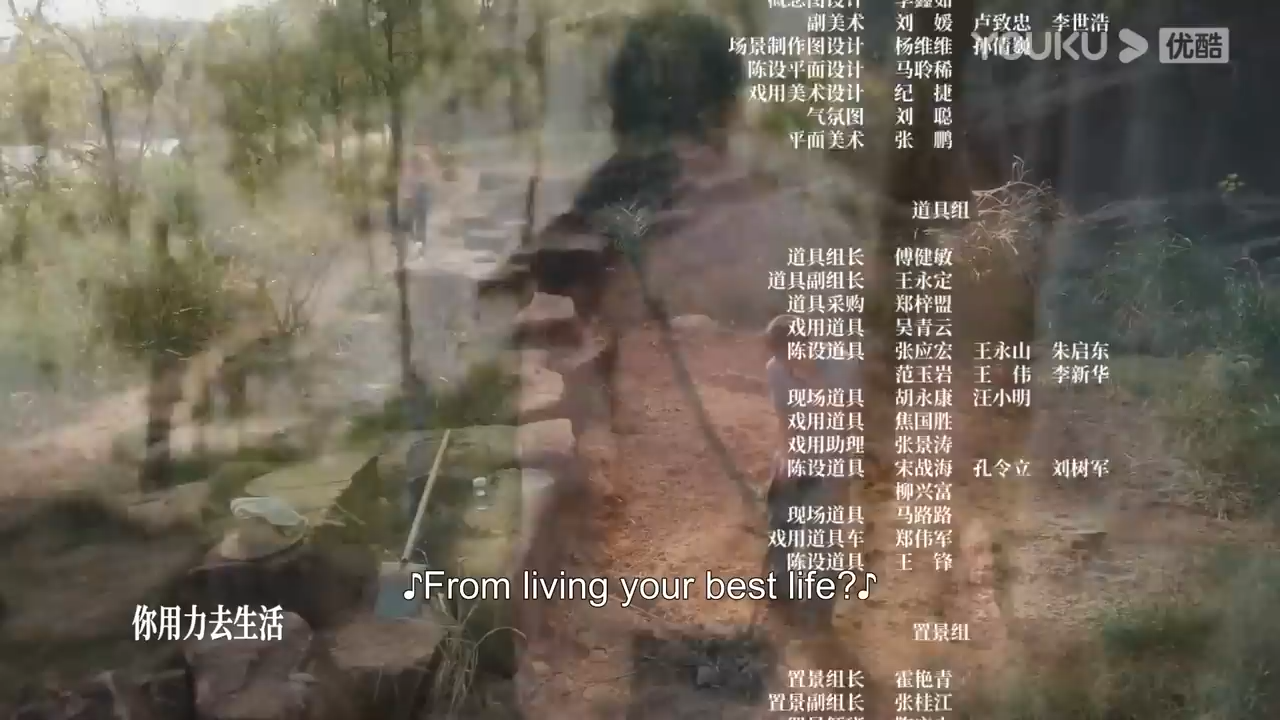 副美术 刘 媛 卢致忠 李世浩
场景制作图设计 杨维维 孙倩巍
YOUKU 优酷
陈设平面设计 马聆稀
戏用美术设计 纪 捷
气氛图 刘 聪
平面美术 张 鹏
道具组
道具组长 傅健敏
道具副组长 王永定
道具采购 郑梓盟
戏用道具 吴青云
陈设道具 张应宏 王永山 朱启东
范玉岩 王 伟 李新华
现场道具 胡永康 汪小明
戏用道具 焦国胜
戏用助理 张景涛
陈设道具 宋战海 孔令立 刘树军
柳兴富
现场道具 马路路
戏用道具车 郑伟军
陈设道具 王 锋
♪From living your best life?♪
你用力去生活
置景组
置景组长 霍艳青
置景副组长 张桂江